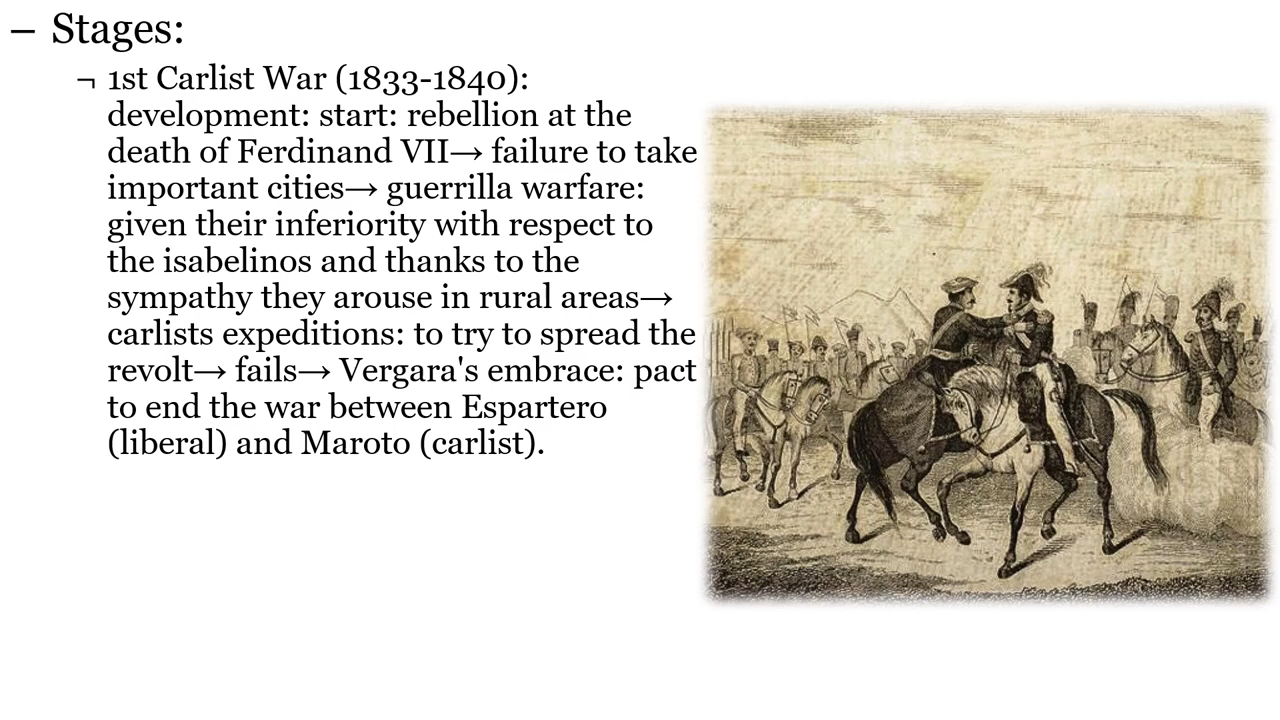 – Stages:
¬ 1st Carlist War (1833-1840):
development: start: rebellion at the
death of Ferdinand VII→ failure to take
important cities→ guerrilla warfare:
given their inferiority with respect to
the isabelinos and thanks to the
sympathy they arouse in rural areas→
carlists expeditions: to try to spread the
revolt→ fails→ Vergara's embrace: pact
to end the war between Espartero
(liberal) and Maroto (carlist).